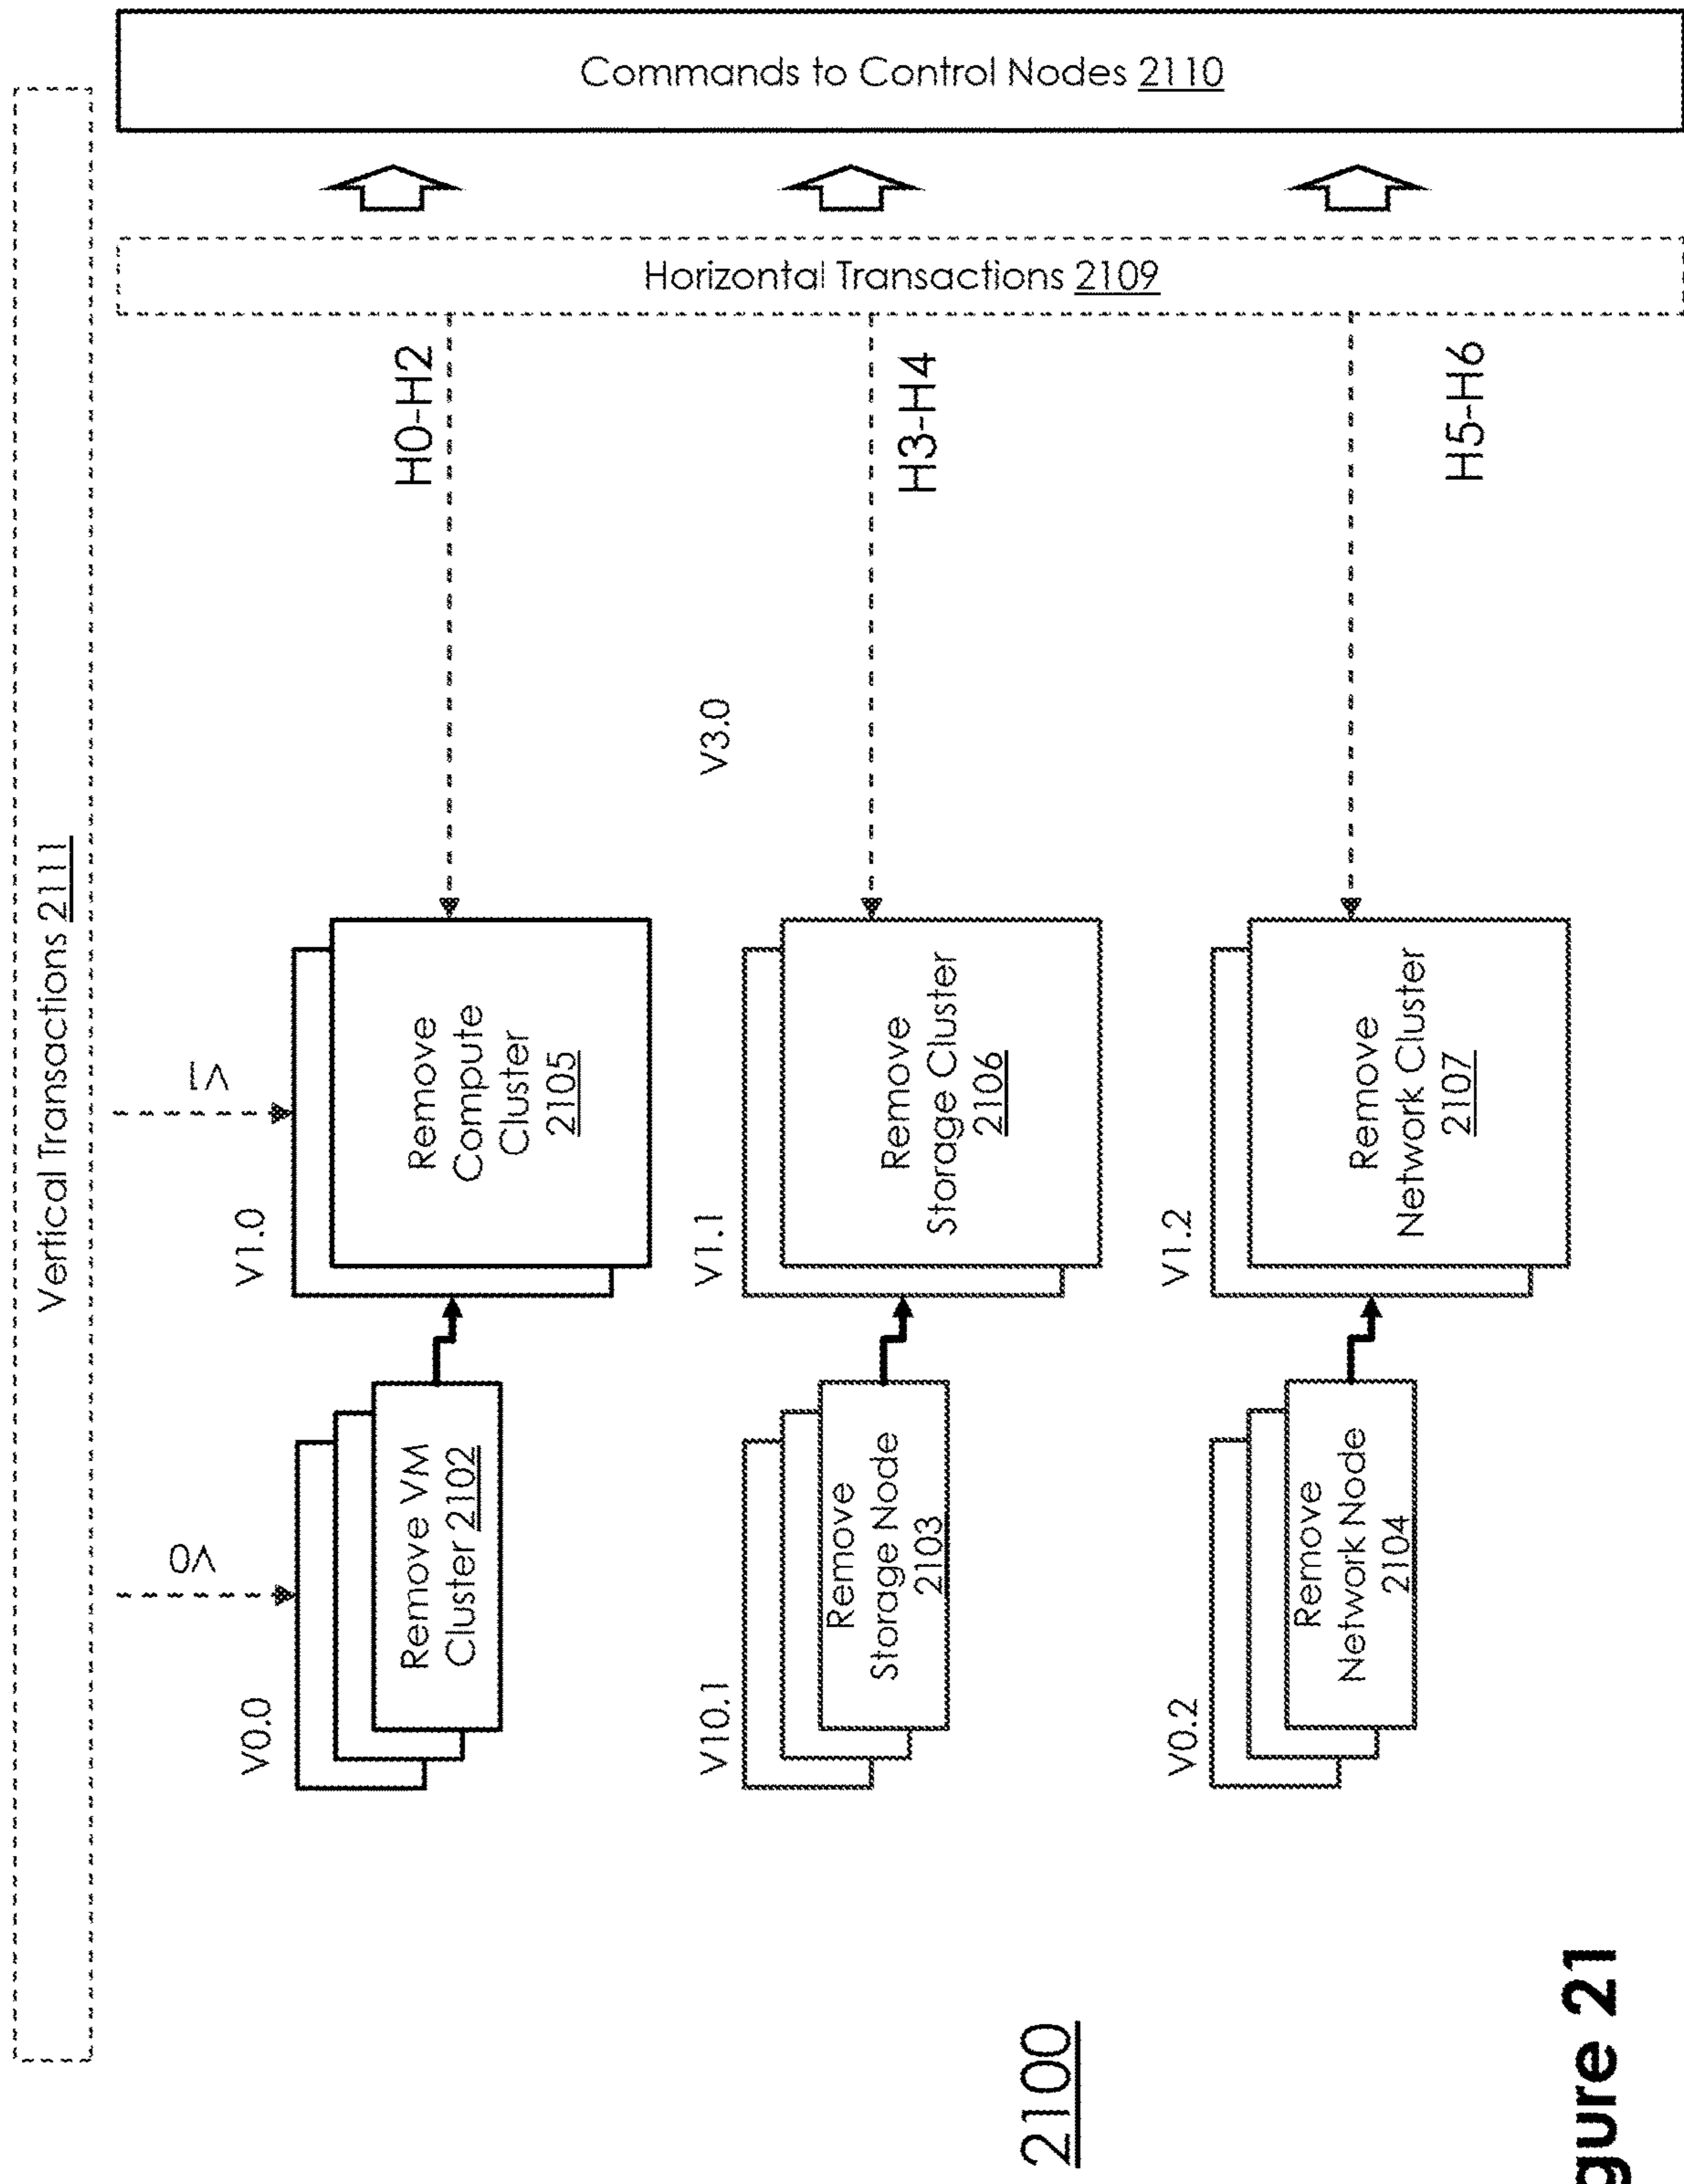 Vertical Transactions 2111
V0
V1
V0.0
V1.0
Remove VM
Cluster 2102
Remove
Compute
Cluster
2105
H0-H2
V10.1
V1.1
V3.0
Remove
Storage Node
2103
Remove
Storage Cluster
2106
H3-H4
V0.2
V1.2
Remove
Network Node
2104
Remove
Network Cluster
2107
H5-H6
Horizontal Transactions 2109
Commands to Control Nodes 2110
2100
gure 21